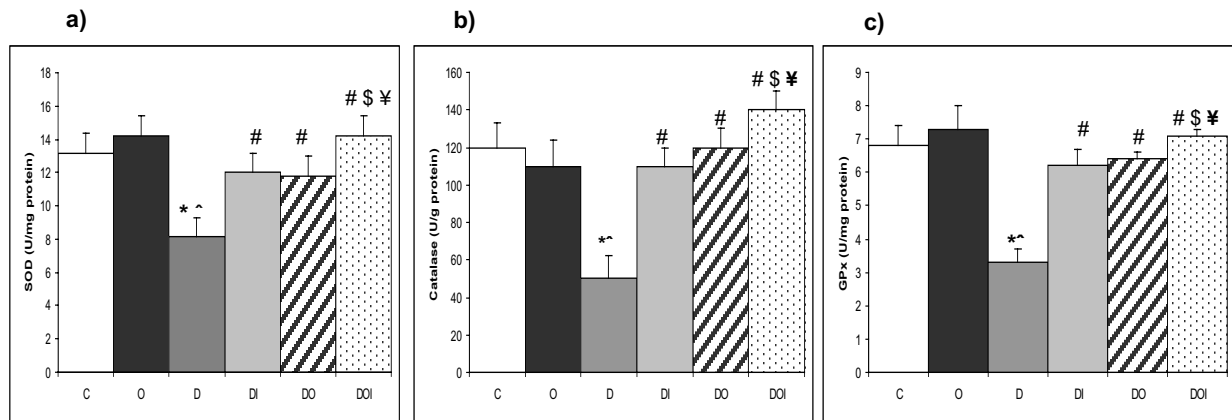 a)
SOD (U/mg protein)
18
16
14
12
10
8
6
4
2
0
* ˆ
#
#
# $ ¥
C O D DI DO DOI
b)
Catalase (U/g protein)
160
140
120
100
80
60
40
20
0
*ˆ
#
#
# $ ¥
C O D DI DO DOI
c)
GPx (U/mg protein)
9
8
7
6
5
4
3
2
1
0
*ˆ
#
#
# $ ¥
C O D DI DO DOI